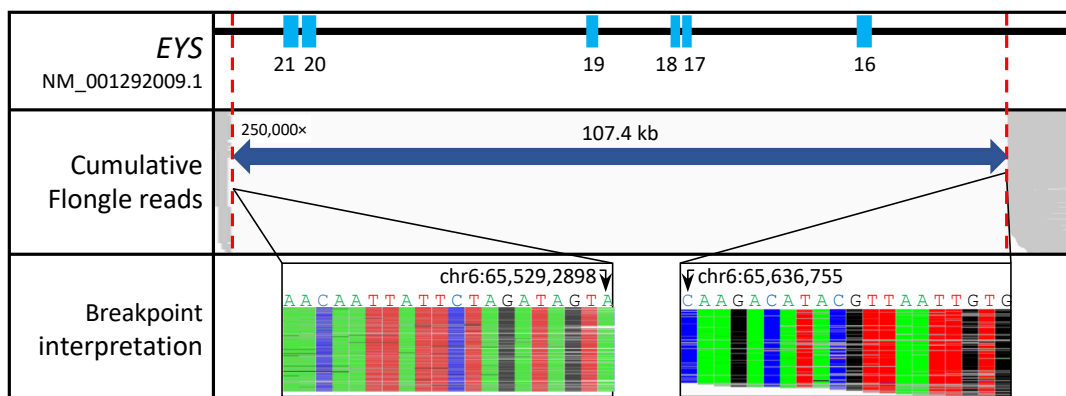 EYS
NM_001292009.1
21 20 19 18 17 16
Cumulative
Flongle reads
250,000×
107.4 kb
Breakpoint
interpretation
chr6:65,529,2898
AACAATTATTCTAGATAGTA
chr6:65,636,755
CAAGACATACGTTAATTGTG